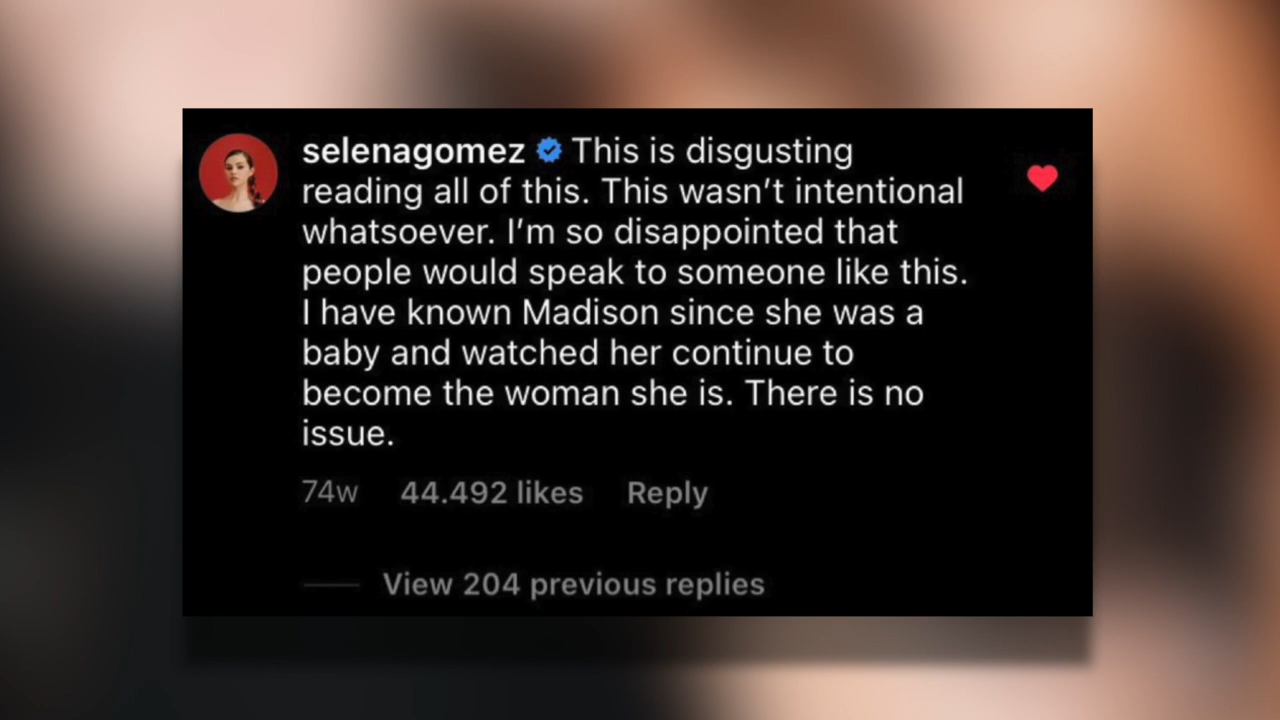 selenagomez This is disgusting
reading all of this. This wasn’t intentional
whatsoever. I’m so disappointed that
people would speak to someone like this.
I have known Madison since she was a
baby and watched her continue to
become the woman she is. There is no
issue.
74w 44.492 likes Reply
View 204 previous replies